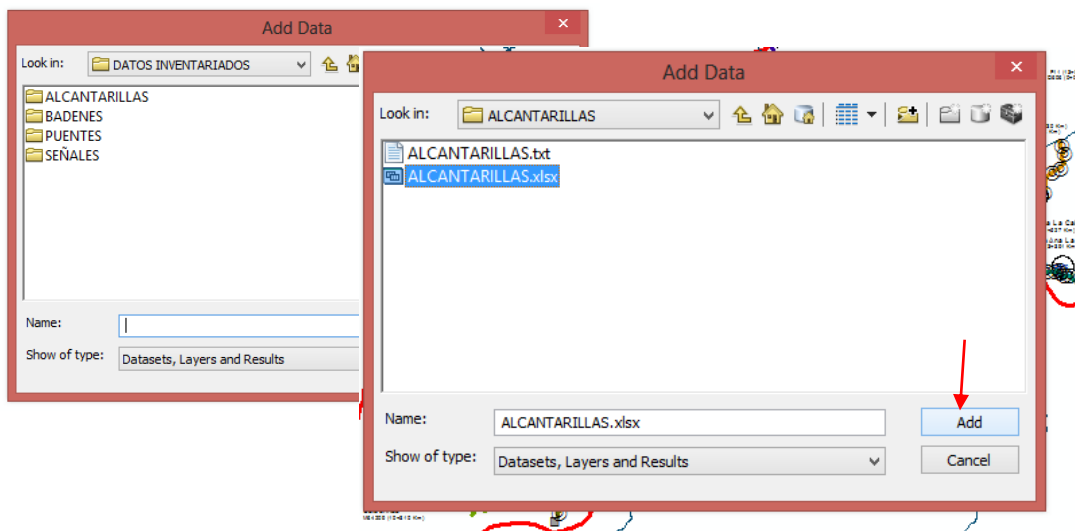 Add Data
Look in: DATOS INVENTARIADOS
ALCANTARILLAS
BADENES
PUENTES
SEÑALES
Name:
Show of type: Datasets, Layers and Results
Add Data
Look in: ALCANTARILLAS
ALCANTARILLAS.txt
ALCANTARILLAS.xlsx
Name: ALCANTARILLAS.xlsx
Add
Show of type: Datasets, Layers and Results
Cancel